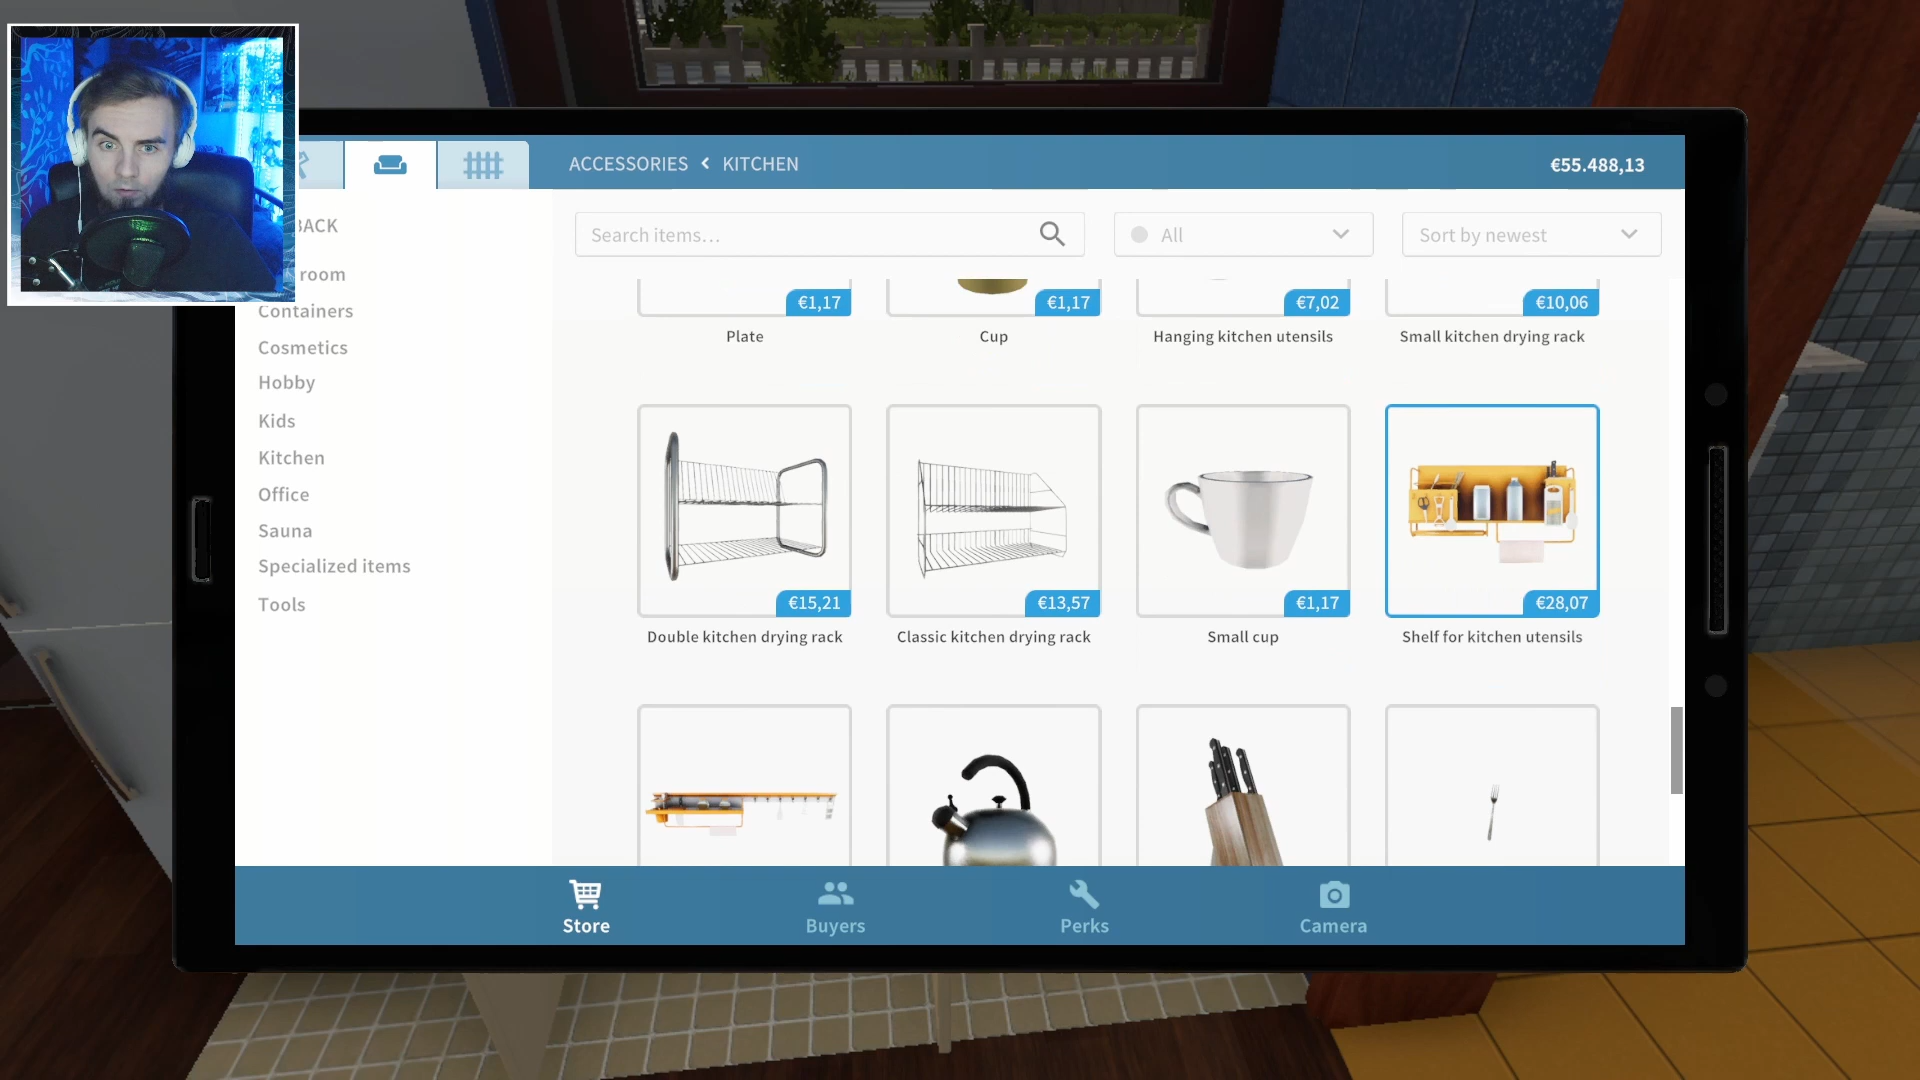 ACCESSORIES < KITCHEN
€55.488,13
BACK
room
Containers
Cosmetics
Hobby
Kids
Kitchen
Office
Sauna
Specialized items
Tools
Search items...
All
Sort by newest
€1,17
€1,17
€7,02
€10,06
Plate
Cup
Hanging kitchen utensils
Small kitchen drying rack
€15,21
€13,57
€1,17
€28,07
Double kitchen drying rack
Classic kitchen drying rack
Small cup
Shelf for kitchen utensils
Store
Buyers
Perks
Camera